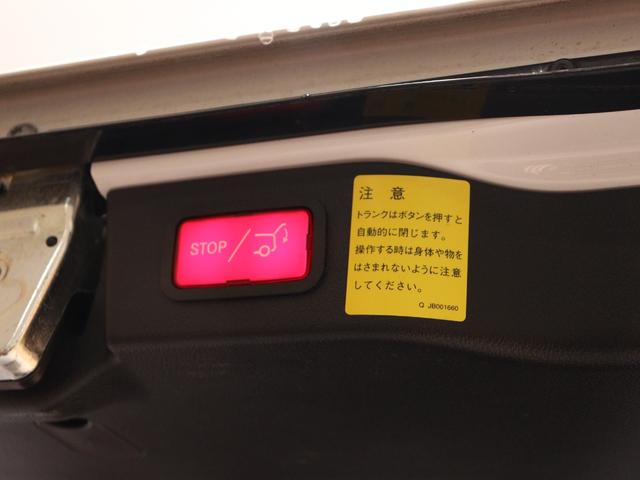 STOP/
注 意
トランクはボタンを押すと
自動的に閉じます。
操作する時は身体や物を
はさまれないように注意
してください。
Q JB001660